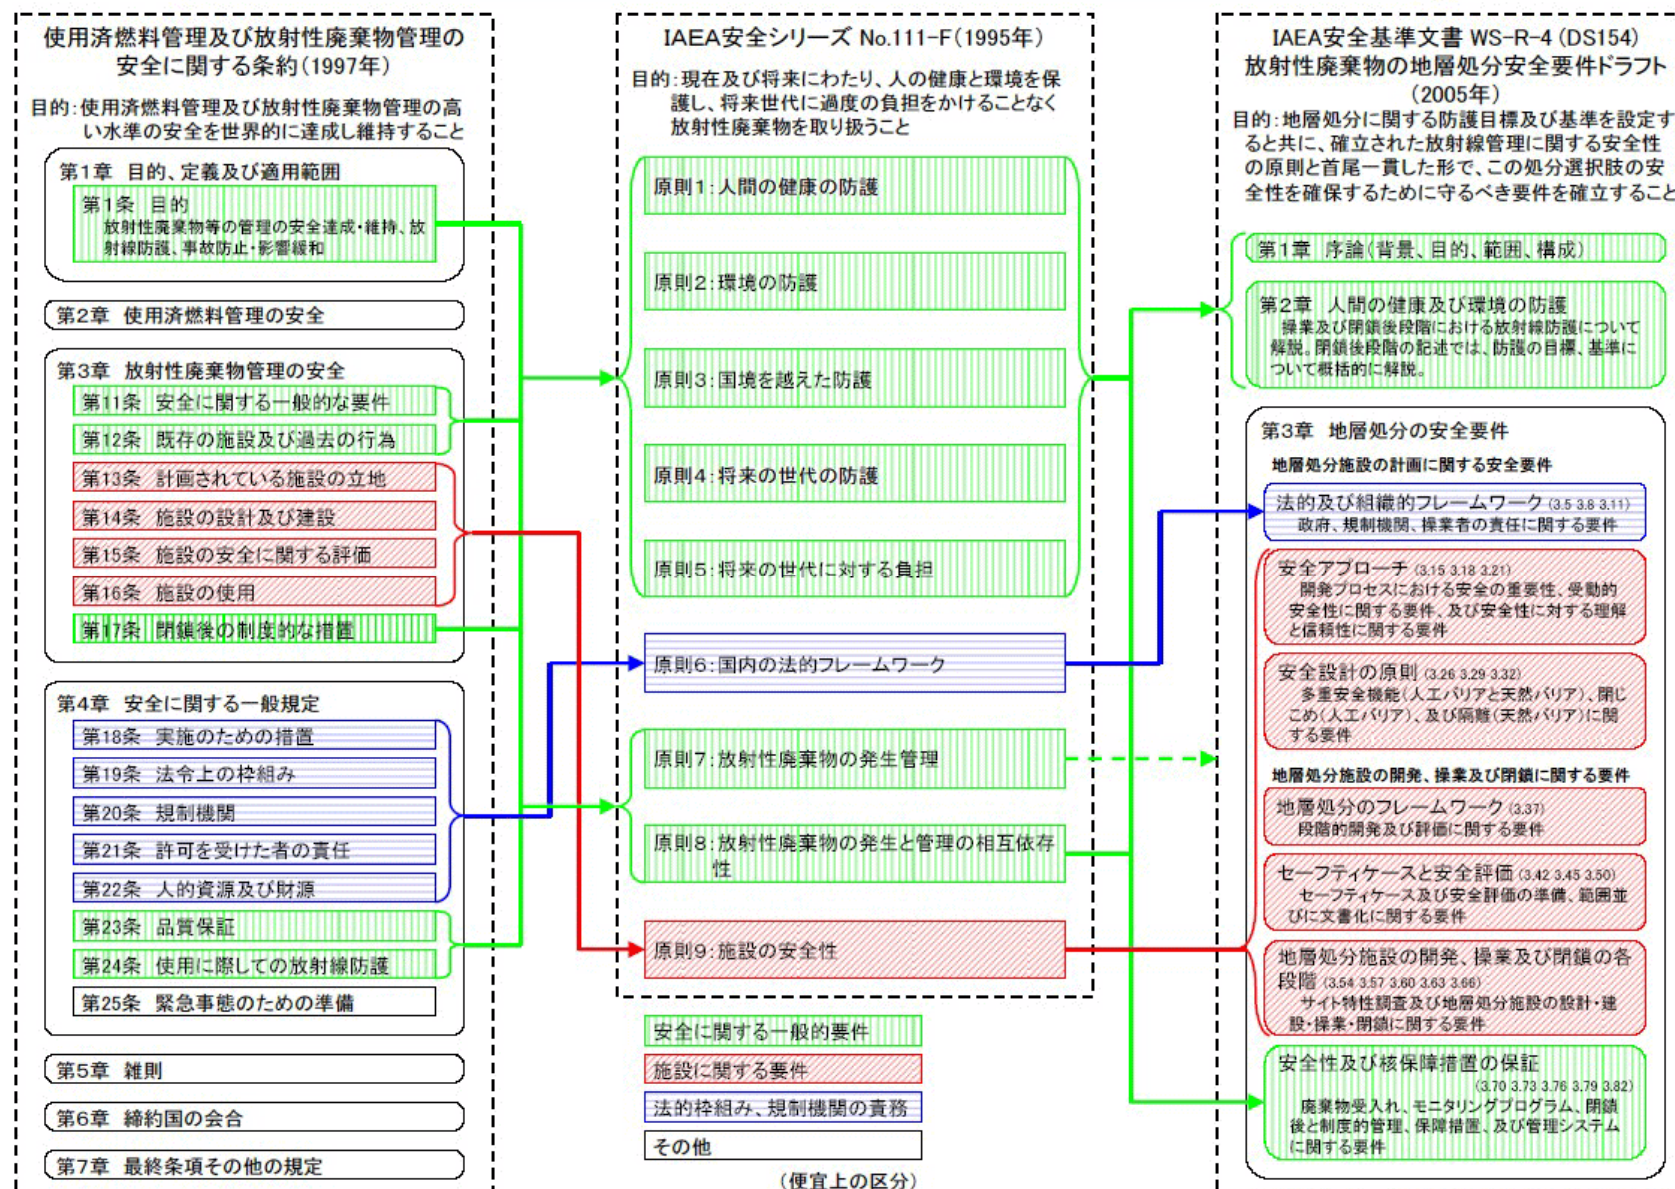 使用済燃料管理及び放射性廃棄物管理の
安全に関する条約(1997年)
目的:使用済燃料管理及び放射性廃棄物管理の高
い水準の安全を世界的に達成し維持すること
第1章 目的、定義及び適用範囲
第1条 目的
放射性廃棄物等の管理の安全達成・維持、放
射線防護、事故防止・影響緩和
第2章 使用済燃料管理の安全
第3章 放射性廃棄物管理の安全
第11条 安全に関する一般的な要件
第12条 既存の施設及び過去の行為
第13条 計画されている施設の立地
第14条 施設の設計及び建設
第15条 施設の安全に関する評価
第16条 施設の使用
第17条 閉鎖後の制度的な措置
第4章 安全に関する一般規定
第18条 実施のための措置
第19条 法令上の枠組み
第20条 規制機関
第21条 許可を受けた者の責任
第22条 人的資源及び財源
第23条 品質保証
第24条 使用に際しての放射線防護
第25条 緊急事態のための準備
第5章 雑則
第6章 締約国の会合
第7章 最終条項その他の規定
IAEA安全シリーズ No.111-F(1995年)
目的:現在及び将来にわたり、人の健康と環境を保
護し、将来世代に過度の負担をかけることなく
放射性廃棄物を取り扱うこと
原則1:人間の健康の防護
原則2:環境の防護
原則3:国境を越えた防護
原則4:将来の世代の防護
原則5:将来の世代に対する負担
原則6:国内の法的フレームワーク
原則7:放射性廃棄物の発生管理
原則8:放射性廃棄物の発生と管理の相互依存
性
原則9:施設の安全性
安全に関する一般的要件
施設に関する要件
法的枠組み、規制機関の責務
その他
(便宜上の区分)
IAEA安全基準文書 WS-R-4 (DS154)
放射性廃棄物の地層処分安全要件ドラフト
(2005年)
目的:地層処分に関する防護目標及び基準を設定す
ると共に、確立された放射線管理に関する安全性
の原則と首尾一貫した形で、この処分選択肢の安
全性を確保するために守るべき要件を確立すること
第1章 序論(背景、目的、範囲、構成)
第2章 人間の健康及び環境の防護
操業及び閉鎖後段階における放射線防護について
解説。閉鎖後段階の記述では、防護の目標、基準に
ついて概括的に解説。
第3章 地層処分の安全要件
地層処分施設の計画に関する安全要件
法的及び組織的フレームワーク (3.5 3.8 3.11)
政府、規制機関、操業者の責任に関する要件
安全アプローチ (3.15 3.18 3.21)
開発プロセスにおける安全の重要性、受動的
安全性に関する要件、及び安全性に対する理解
と信頼性に関する要件
安全設計の原則 (3.26 3.29 3.32)
多重安全機能(人工バリアと天然バリア)、閉じ
こめ(人工バリア)、及び隔離(天然バリア)に関
する要件
地層処分施設の開発、操業及び閉鎖に関する要件
地層処分のフレームワーク (3.37)
段階的開発及び評価に関する要件
セーフティケースと安全評価 (3.42 3.45 3.50)
セーフティケース及び安全評価の準備、範囲並
びに文書化に関する要件
地層処分施設の開発、操業及び閉鎖の各
段階 (3.54 3.57 3.60 3.63 3.66)
サイト特性調査及び地層処分施設の設計・建
設・操業・閉鎖に関する要件
安全性及び核保障措置の保証
(3.70 3.73 3.76 3.79 3.82)
廃棄物受入れ、モニタリングプログラム、閉鎖
後と制度的管理、保障措置、及び管理システム
に関する要件